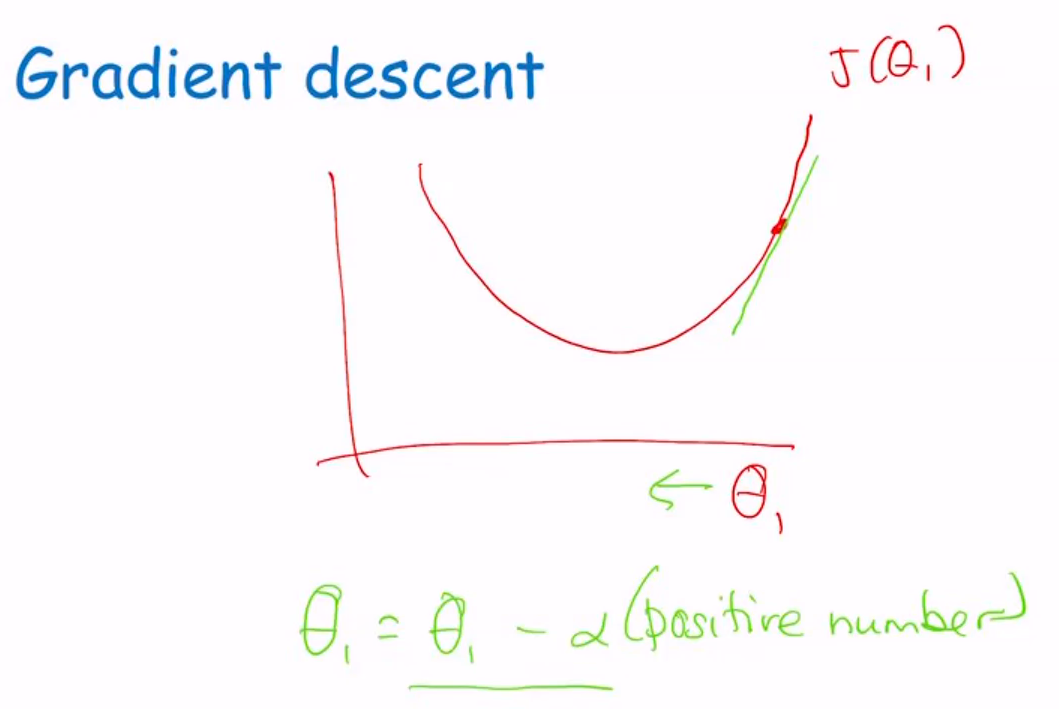 Gradient descent
J(θ₁)
← θ₁
θ₁ = θ₁ - α (positive number)